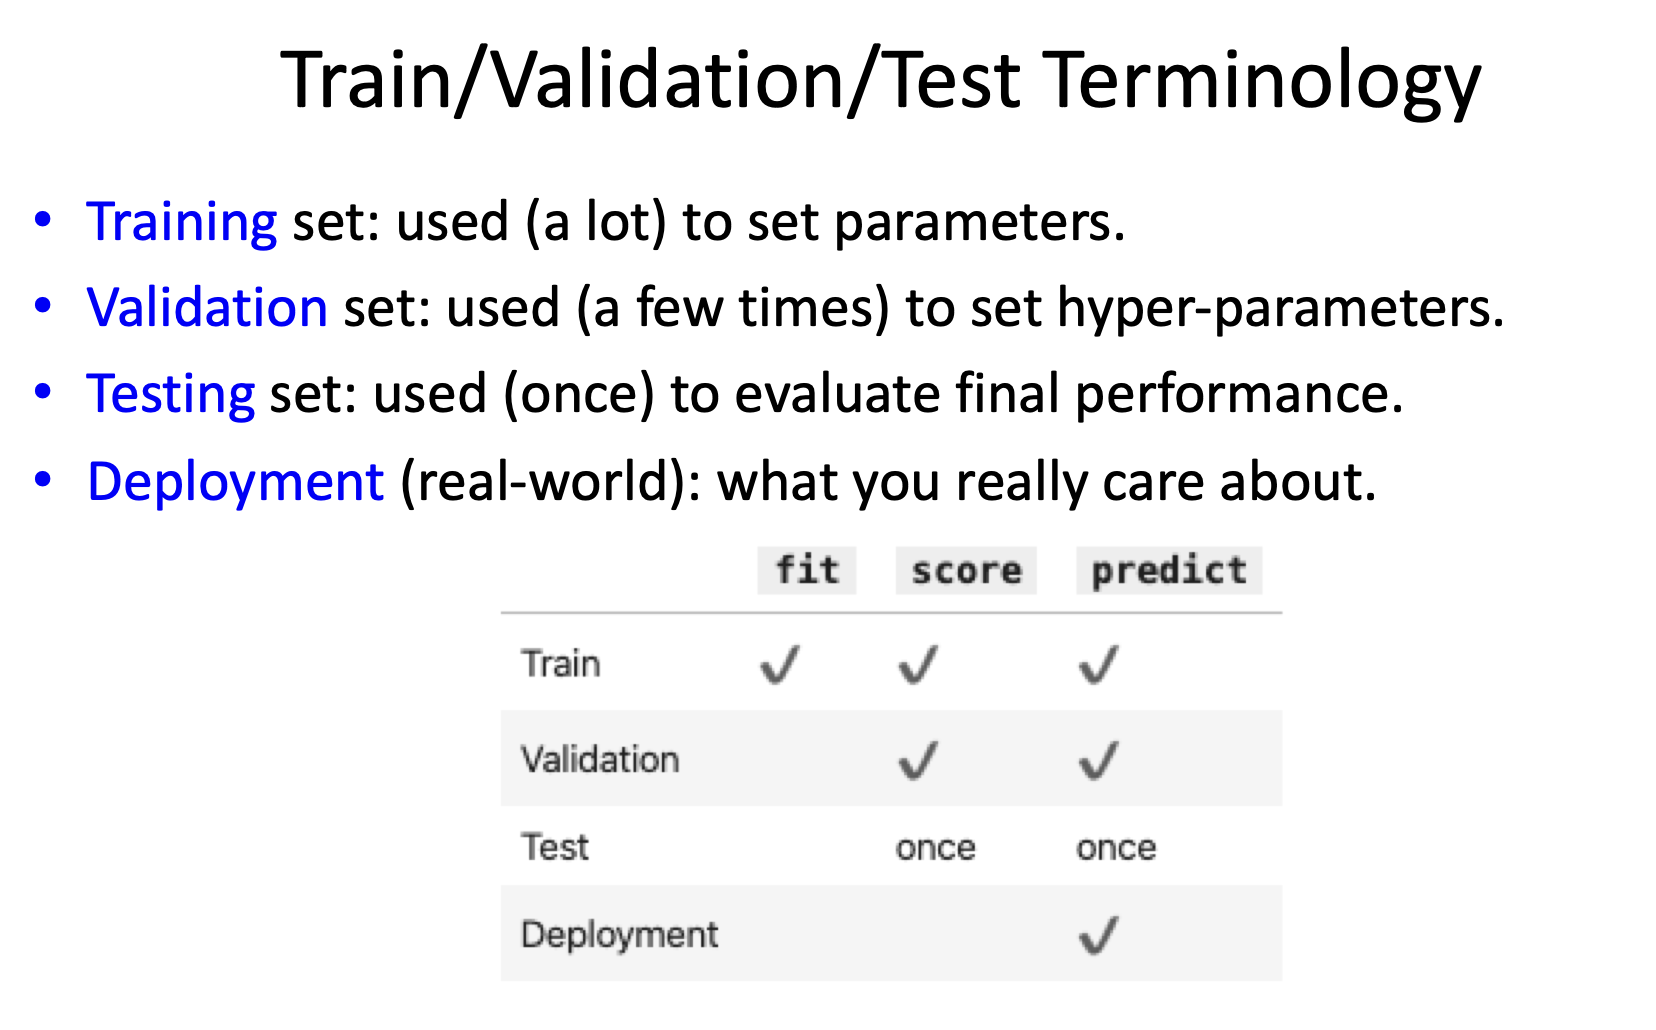 Train/Validation/Test Terminology
• Training set: used (a lot) to set parameters.
• Validation set: used (a few times) to set hyper-parameters.
• Testing set: used (once) to evaluate final performance.
• Deployment (real-world): what you really care about.
fit score predict
Train ✓ ✓ ✓
Validation ✓ ✓
Test once once
Deployment ✓